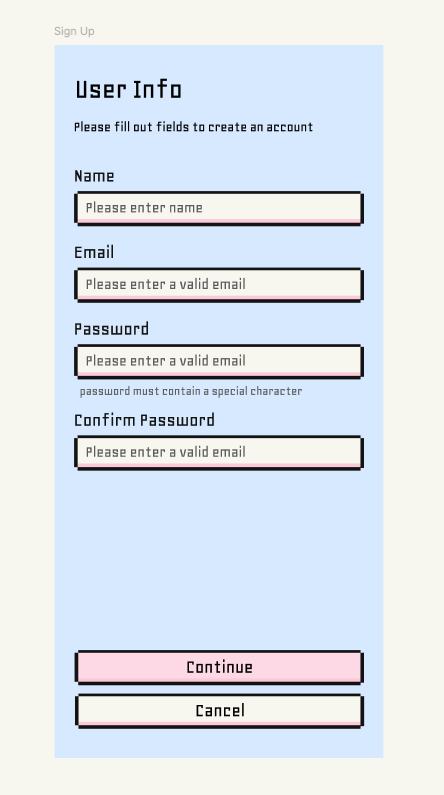 Sign Up
User Info
Please fill out fields to create an account
Name
Please enter name
Email
Please enter a valid email
Password
Please enter a valid email
password must contain a special character
Confirm Password
Please enter a valid email
Continue
Cancel